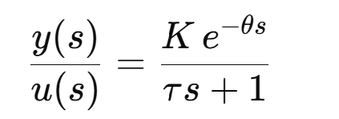 y(s)/u(s) = K e^{-θs}/(τs + 1)